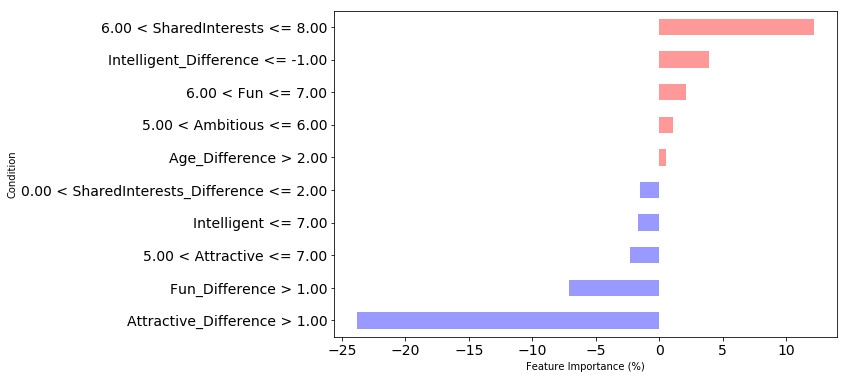 6.00 < SharedInterests <= 8.00
Intelligent_Difference <= -1.00
6.00 < Fun <= 7.00
5.00 < Ambitious <= 6.00
Age_Difference > 2.00
0.00 < SharedInterests_Difference <= 2.00
Intelligent <= 7.00
5.00 < Attractive <= 7.00
Fun_Difference > 1.00
Attractive_Difference > 1.00
Condition
−25 −20 −15 −10 −5 0 5 10
Feature Importance (%)